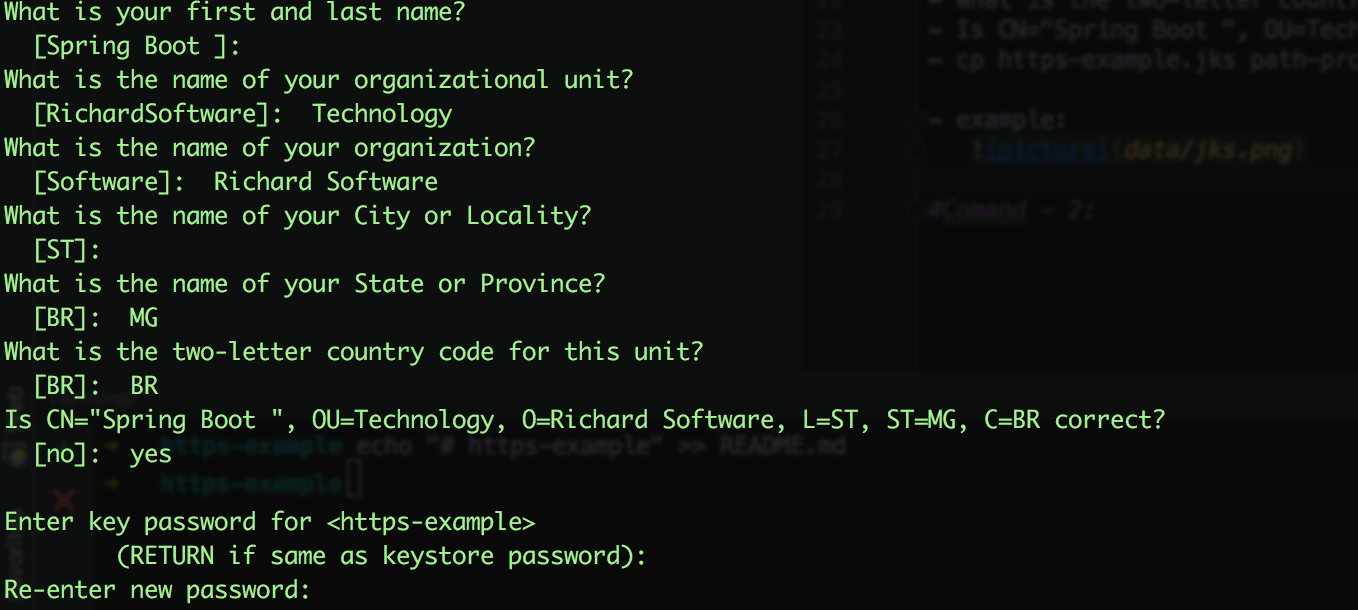 What is your first and last name?
[Spring Boot ]:
What is the name of your organizational unit?
[RichardSoftware]:  Technology
What is the name of your organization?
[Software]:  Richard Software
What is the name of your City or Locality?
[ST]:
What is the name of your State or Province?
[BR]:  MG
What is the two-letter country code for this unit?
[BR]:  BR
Is CN="Spring Boot ", OU=Technology, O=Richard Software, L=ST, ST=MG, C=BR correct?
[no]:  yes
Enter key password for <https-example>
(RETURN if same as keystore password):
Re-enter new password:
23 - Is CN="Spring Boot ", OU=Tech
24 - cp https-example.jks
25
26 - example:
27 ![picture](data/jks.png)
28
29 #Comand - 2:
https-example echo "# https-example" >> README.md
https-example